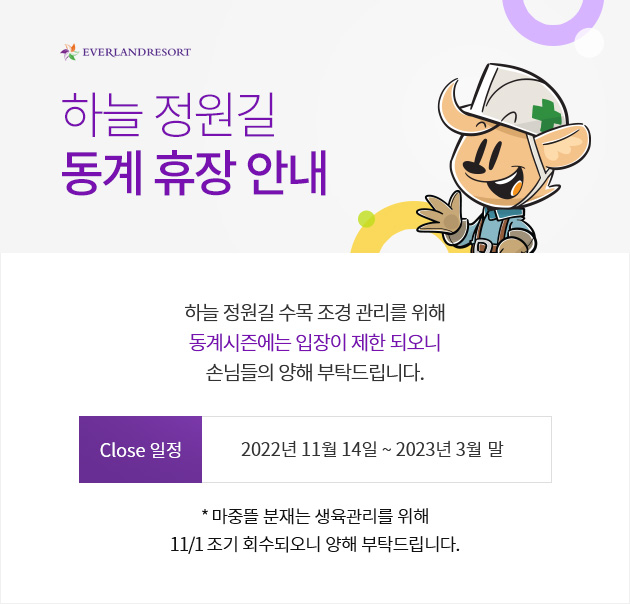 EVERLANDRESORT
하늘 정원길
동계 휴장 안내
하늘 정원길 수목 조경 관리를 위해
동계시즌에는 입장이 제한 되오니
손님들의 양해 부탁드립니다.
Close 일정
2022년 11월 14일 ~ 2023년 3월 말
* 마중뜰 분재는 생육관리를 위해
11/1 조기 회수되오니 양해 부탁드립니다.